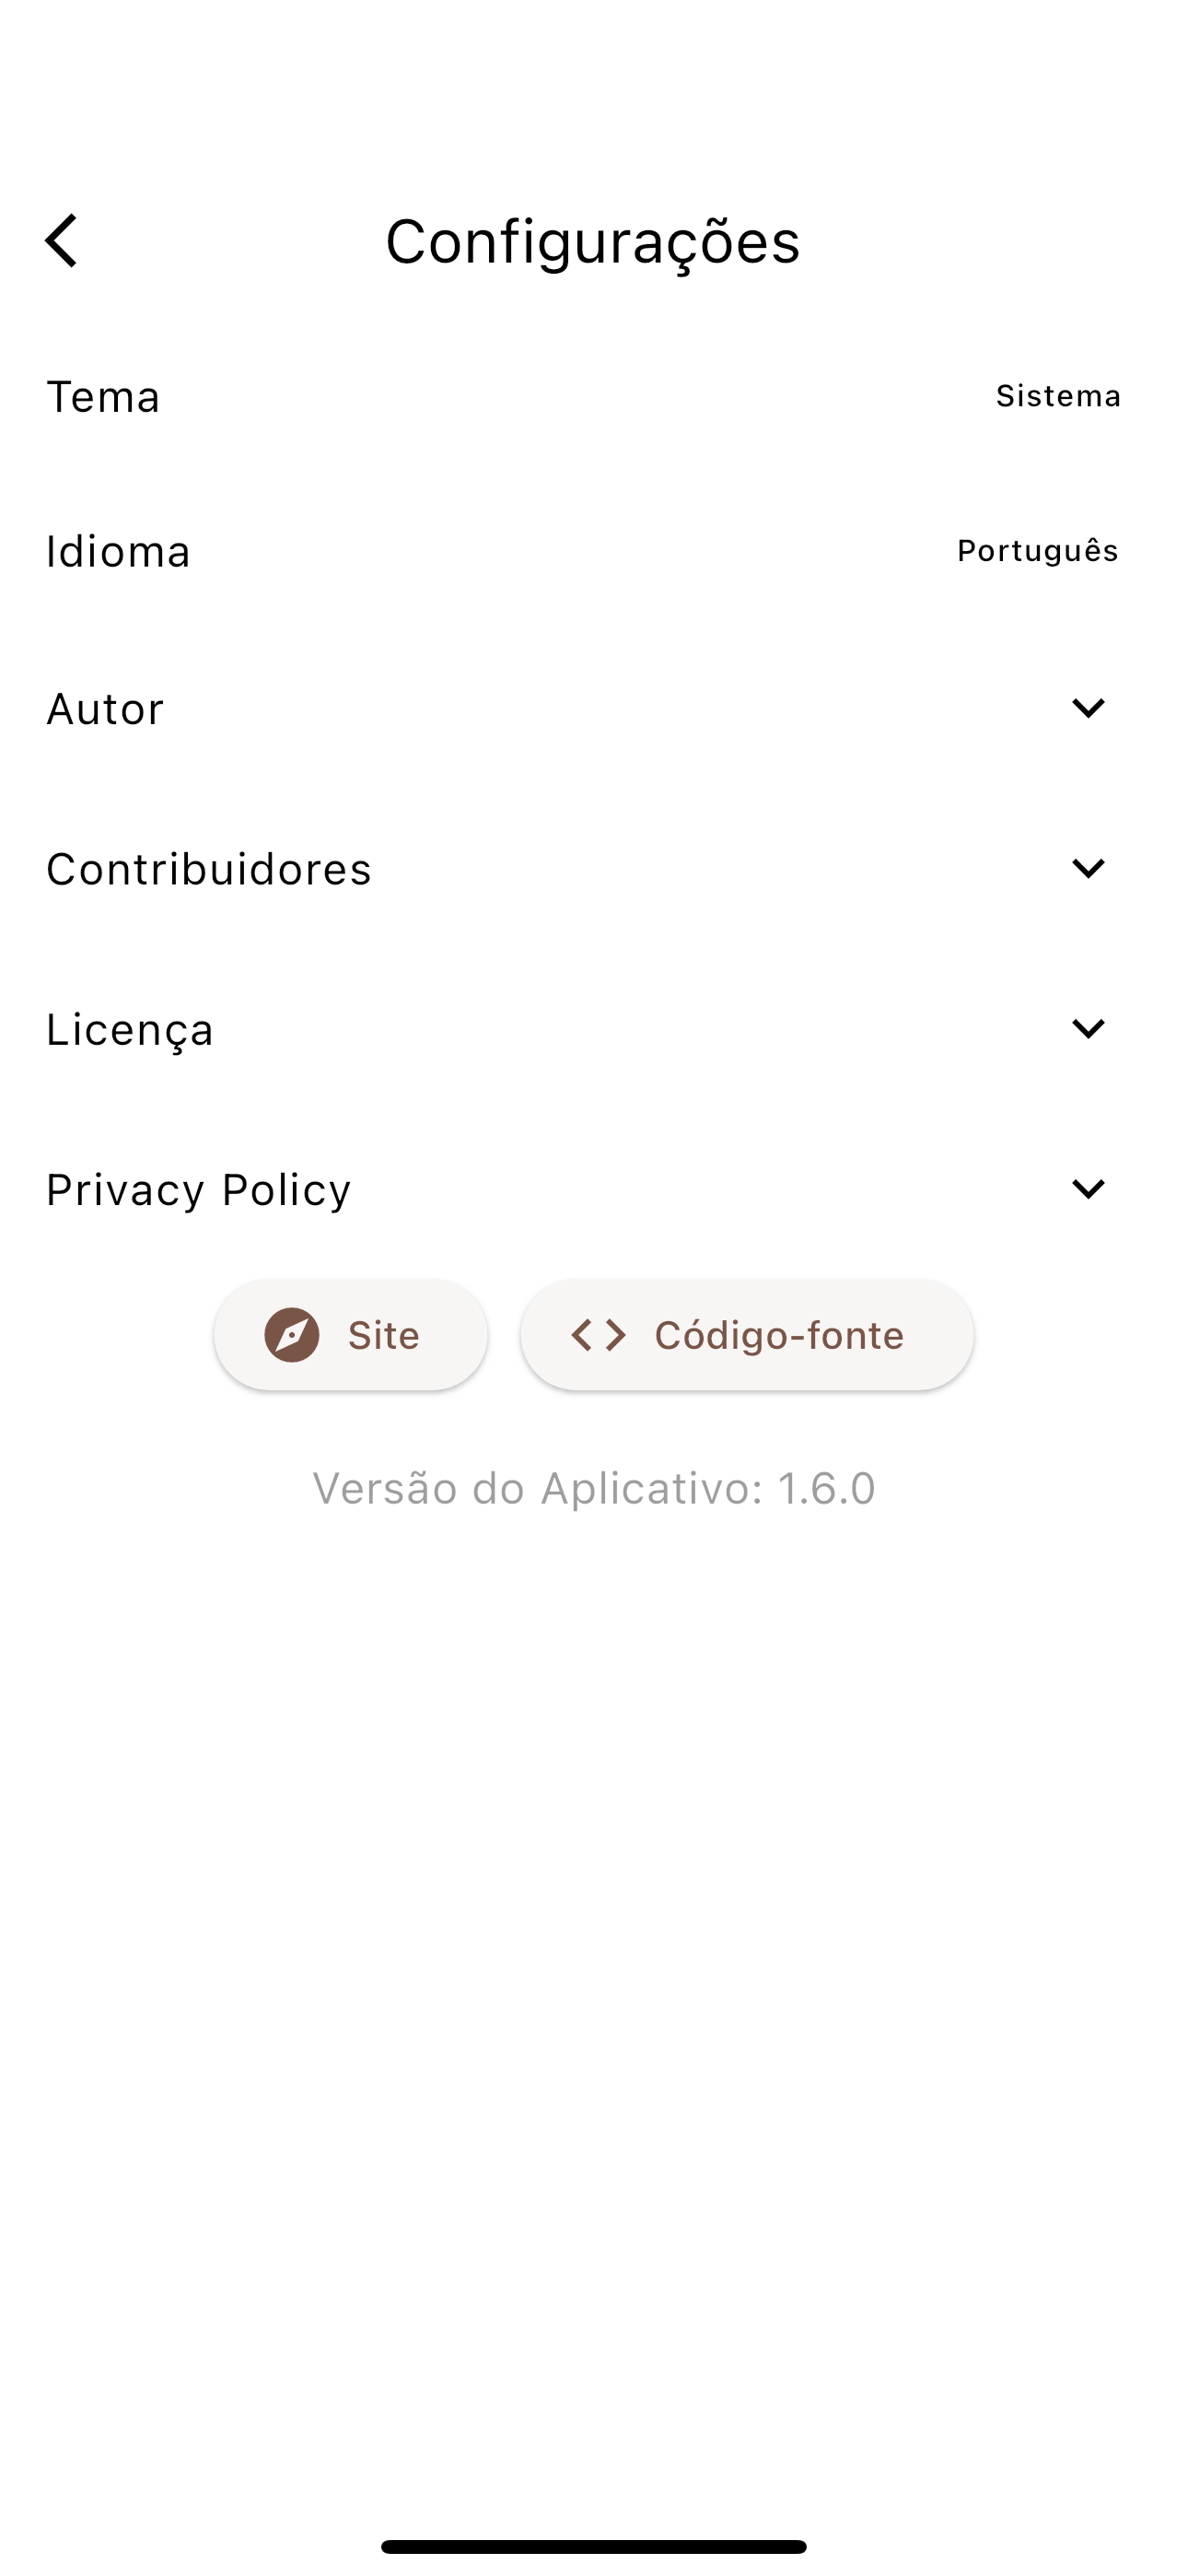 Configurações
Tema
Sistema
Idioma
Português
Autor
Contribuidores
Licença
Privacy Policy
Site
Código-fonte
Versão do Aplicativo: 1.6.0